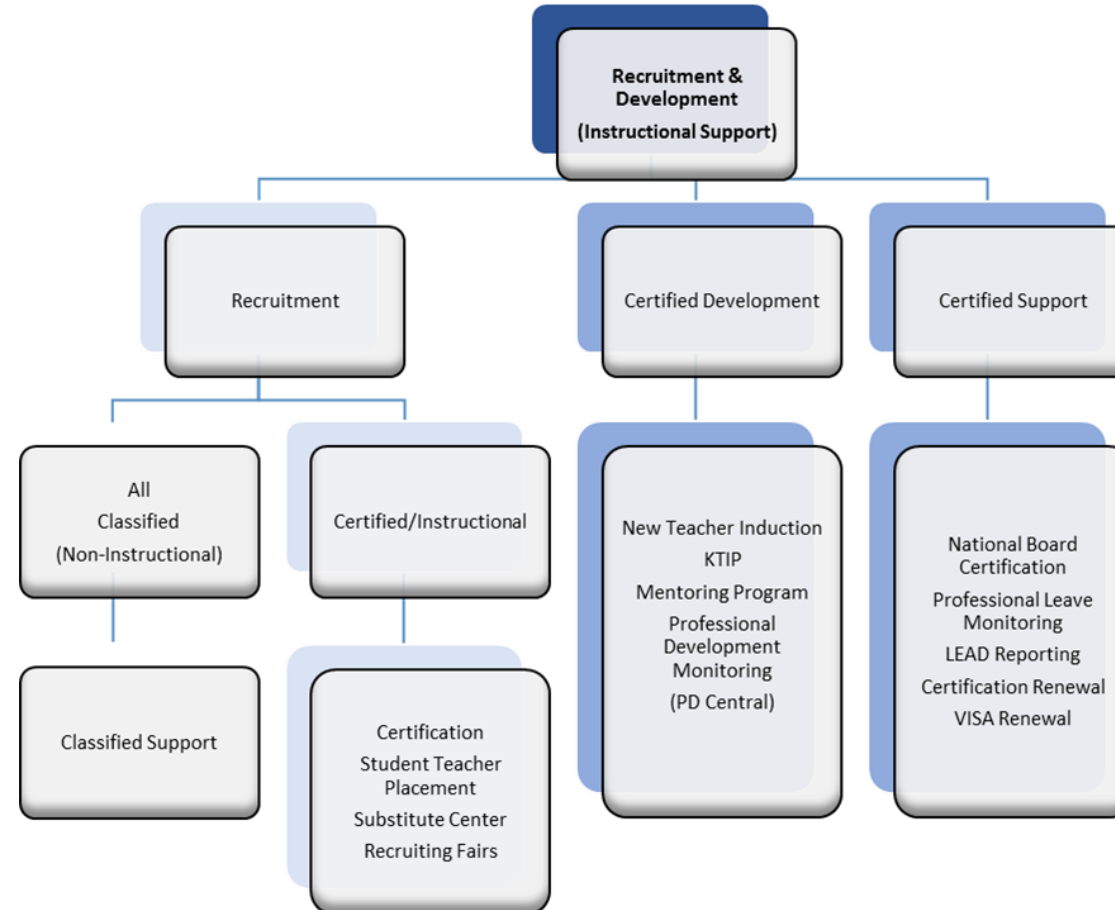 Recruitment &
Development
(Instructional Support)
Recruitment
Certified Development
Certified Support
All
Classified
(Non-Instructional)
Certified/Instructional
New Teacher Induction
KTIP
Mentoring Program
Professional
Development
Monitoring
(PD Central)
National Board
Certification
Professional Leave
Monitoring
LEAD Reporting
Certification Renewal
VISA Renewal
Classified Support
Certification
Student Teacher
Placement
Substitute Center
Recruiting Fairs